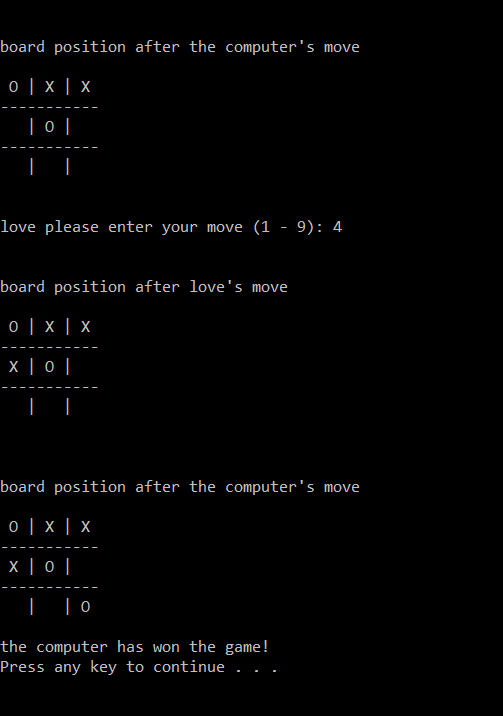 board position after the computer's move
O | X | X
-----------
  | O |
-----------
  |   |
love please enter your move (1 - 9): 4
board position after love's move
O | X | X
-----------
X | O |
-----------
  |   |
board position after the computer's move
O | X | X
-----------
X | O |
-----------
  |   | O
the computer has won the game!
Press any key to continue . . .